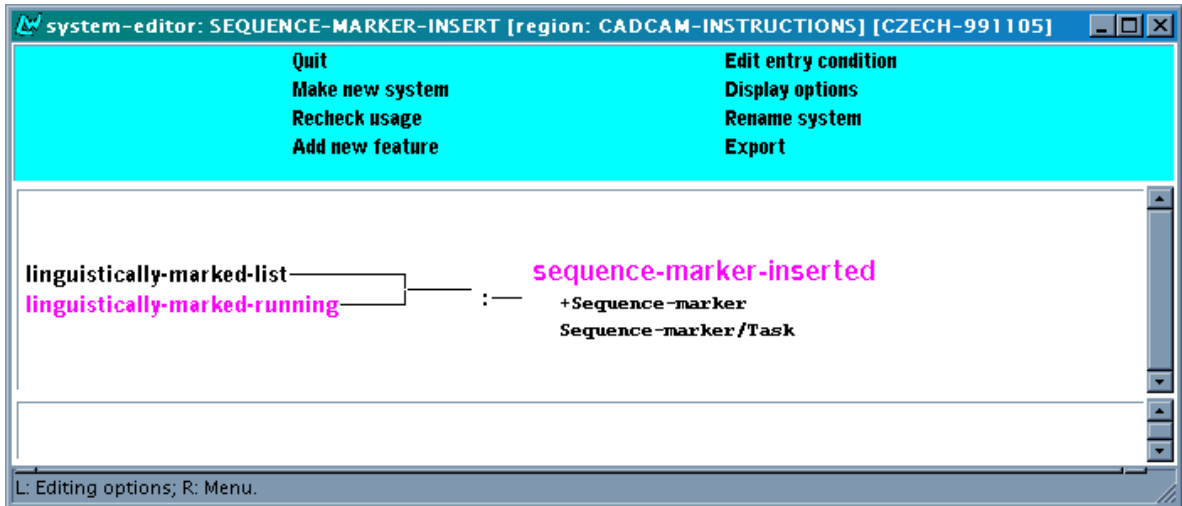 system-editor: SEQUENCE-MARKER-INSERT [region: CADCAM-INSTRUCTIONS] [CZECH-991105]
Quit Edit entry condition
Make new system Display options
Recheck usage Rename system
Add new feature Export
sequence-marker-inserted
linguistically-marked-list
linguistically-marked-running
:
+Sequence-marker
Sequence-marker/Task
L: Editing options; R: Menu.